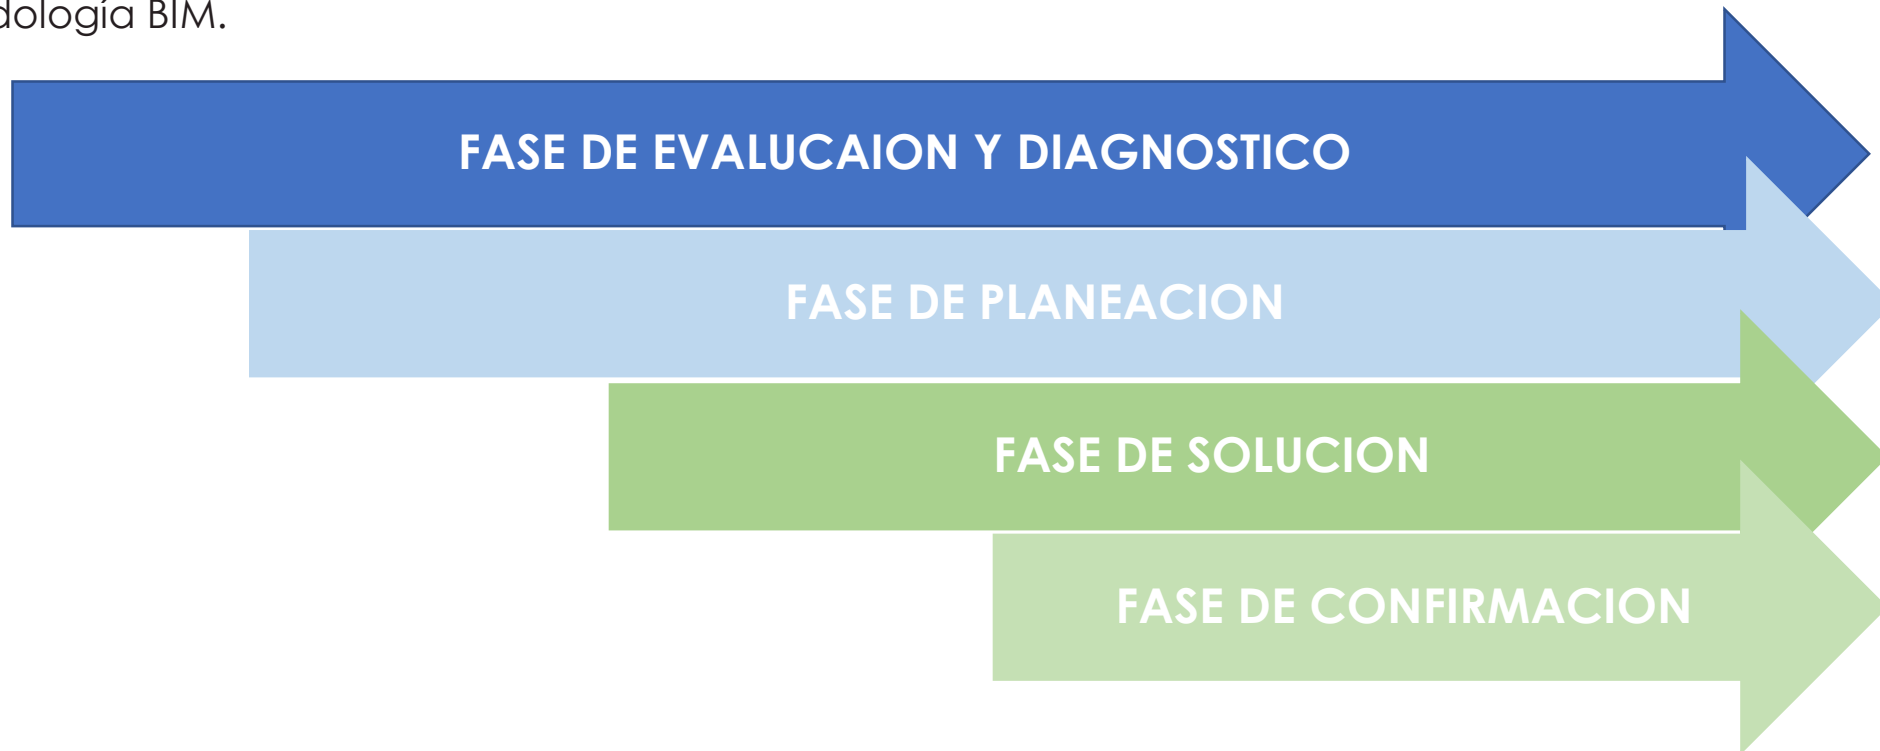 dología BIM.
FASE DE EVALUCAION Y DIAGNOSTICO
FASE DE PLANEACION
FASE DE SOLUCION
FASE DE CONFIRMACION